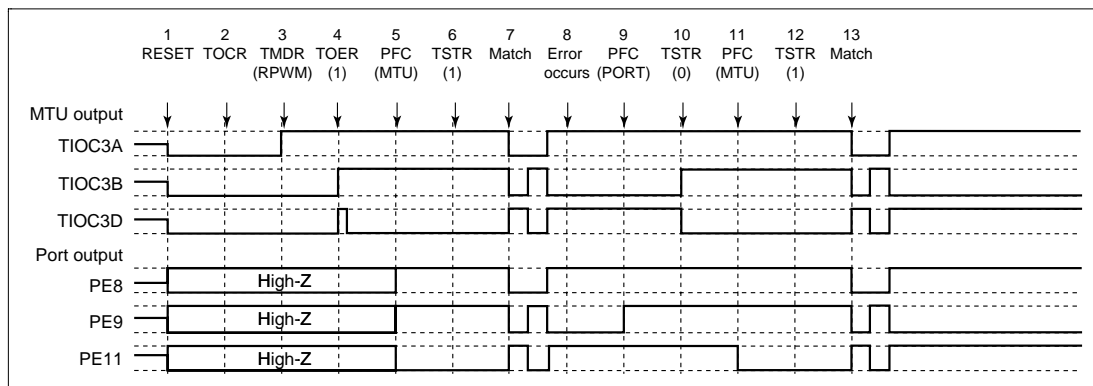 1 2 3 4 5 6 7 8 9 10 11 12 13
RESET TOCR TMDR TOER PFC TSTR Match Error PFC TSTR PFC TSTR Match
(RPWM) (1) (MTU) (1) occurs (PORT) (0) (MTU) (1)
MTU output
TIOC3A
TIOC3B
TIOC3D
Port output
PE8 High-Z
PE9 High-Z
PE11 High-Z